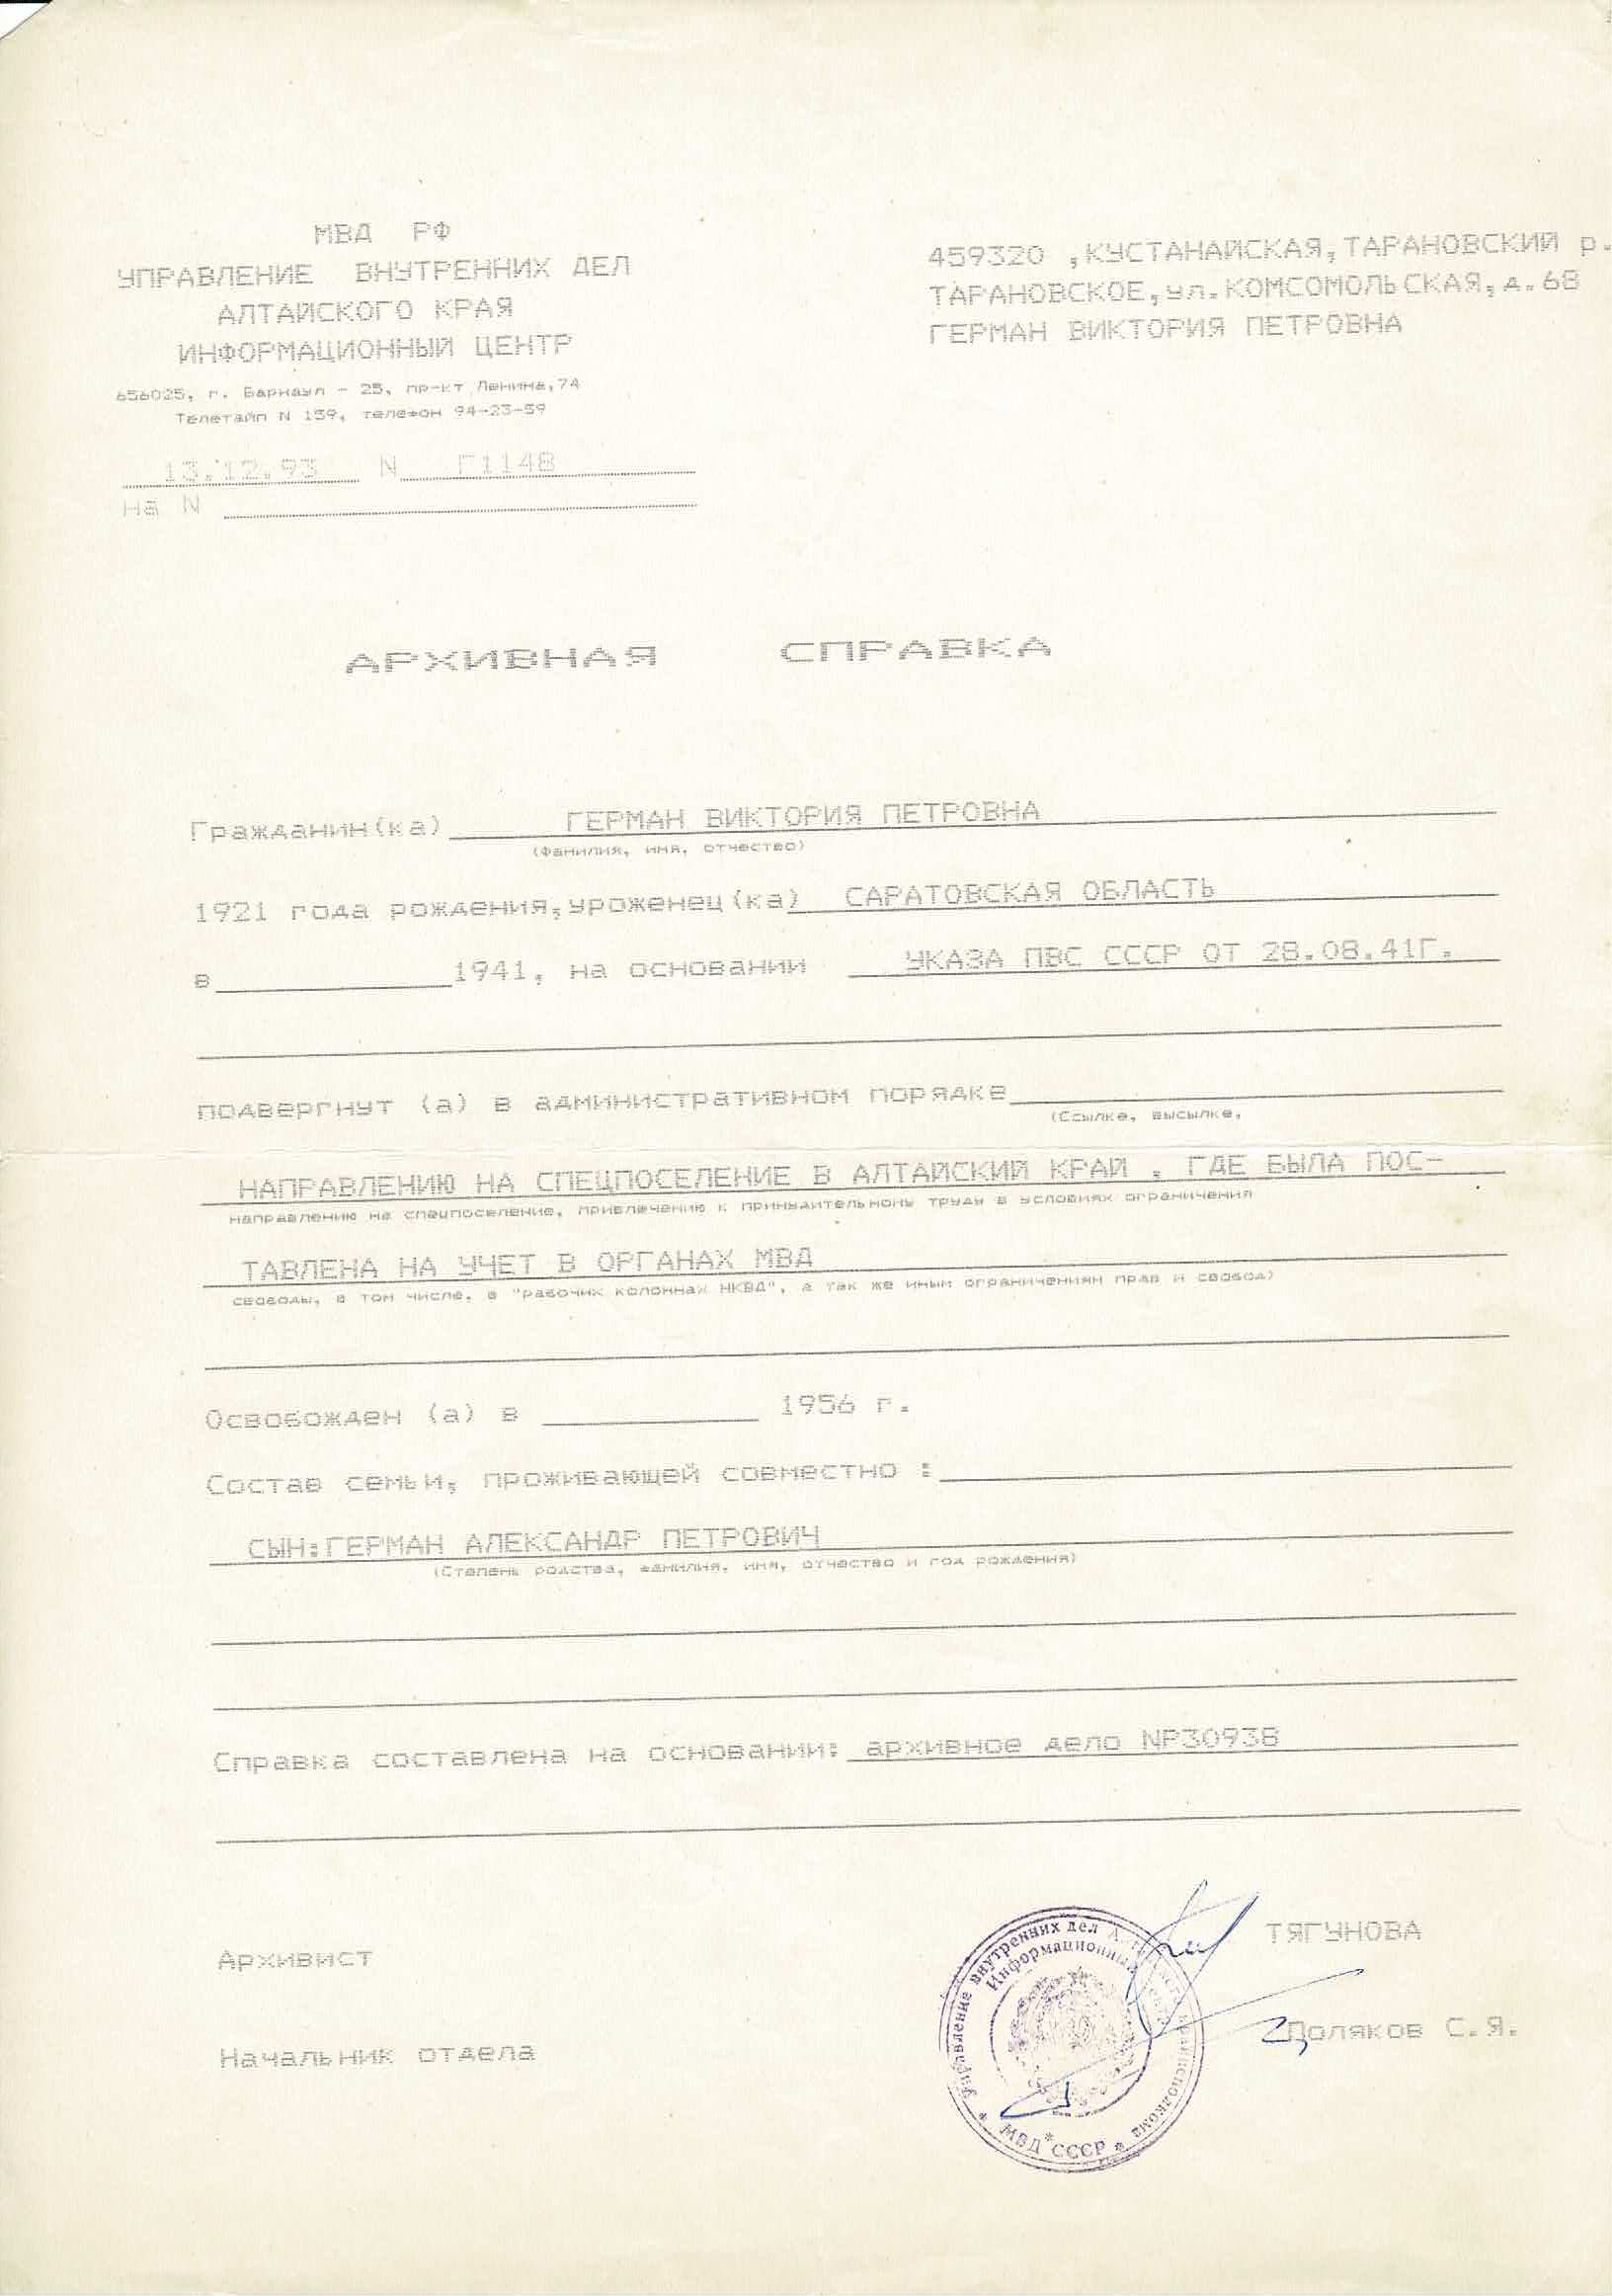 МВД РФ
УПРАВЛЕНИЕ ВНУТРЕННИХ ДЕЛ
АЛТАЙСКОГО КРАЯ
ИНФОРМАЦИОННЫЙ ЦЕНТР
656025, г. Барнаул - 25, пр-кт Ленина,74
Телетайп N 159, телефон 94-23-59
13.12.93 N Г1148
На N
459320 ,КУСТАНАЙСКАЯ,ТАРАНОВСКИЙ р.
ТАРАНОВСКОЕ,ул.КОМСОМОЛЬСКАЯ,д.68
ГЕРМАН ВИКТОРИЯ ПЕТРОВНА
АРХИВНАЯ СПРАВКА
Гражданин(ка) ГЕРМАН ВИКТОРИЯ ПЕТРОВНА
(Фамилия, имя, отчество)
1921 года рождения,уроженец(ка) САРАТОВСКАЯ ОБЛАСТЬ
в 1941, на основании УКАЗА ПВС СССР ОТ 28.08.41Г.
подвергнут (а) в административном порядке
(Ссылке, высылке,
НАПРАВЛЕНИЮ НА СПЕЦПОСЕЛЕНИЕ В АЛТАЙСКИЙ КРАЙ , ГДЕ БЫЛА ПОС-
направлению на спецпоселение, привлечению к принудительному труду в условиях ограничения
ТАВЛЕНА НА УЧЕТ В ОРГАНАХ МВД
свободы, в том числе, в "рабочих колоннах НКВД", а так же иным ограничениям прав и свобод)
Освобожден (а) в 1956 г.
Состав семьи, проживающей совместно :
СЫН:ГЕРМАН АЛЕКСАНДР ПЕТРОВИЧ
(Степень родства, фамилия, имя, отчество и год рождения)
Справка составлена на основании: архивное дело NР30938
Архивист ТЯГУНОВА
Начальник отдела Поляков С.Я.
Управление внутренних дел крайисполкома
Информационный
* МВД * СССР *